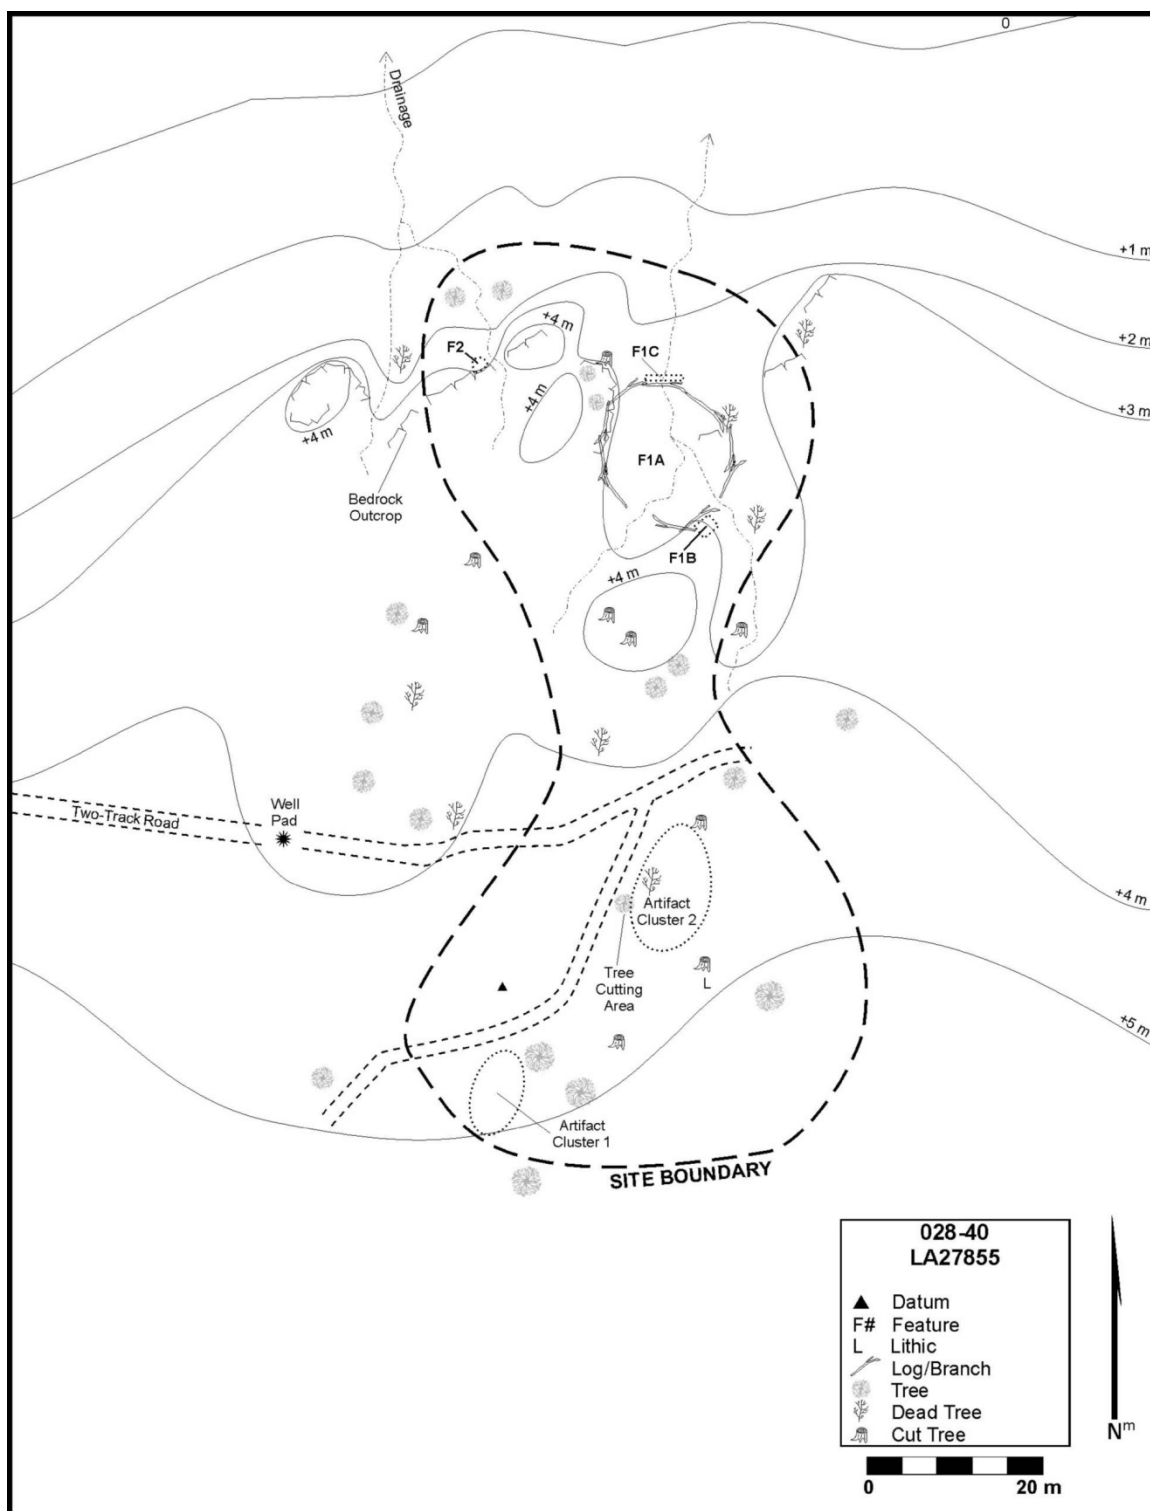 0
Drainage
+1 m
+2 m
+3 m
+4 m
F2
F1C
+4 m
+4 m
F1A
Bedrock
Outcrop
F1B
+4 m
Two-Track Road
Well
Pad
Artifact
Cluster 2
+4 m
Tree
Cutting
Area
L
+5 m
Artifact
Cluster 1
SITE BOUNDARY
028-40
LA27855
Datum
F# Feature
L Lithic
Log/Branch
Tree
Dead Tree
Cut Tree
Nm
0 20 m